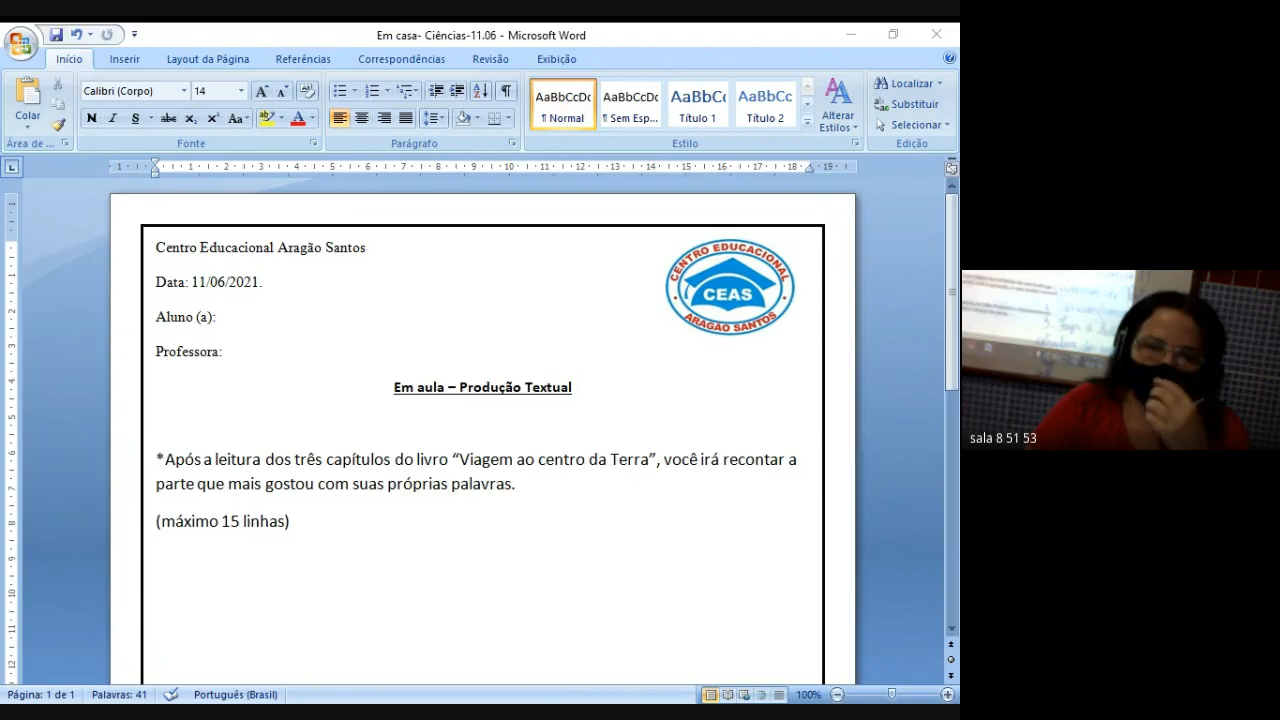 Em casa- Ciências-11.06 - Microsoft Word
Início Inserir Layout da Página Referências Correspondências Revisão Exibição
Colar
Calibri (Corpo) 14
AaBbCcDc AaBbCcDc AaBbC AaBbCc
¶ Normal ¶ Sem Esp... Título 1 Título 2
Alterar Estilos
Localizar
Substituir
Selecionar
Área de ... Fonte Parágrafo Estilo Edição
Centro Educacional Aragão Santos
Data: 11/06/2021.
Aluno (a):
Professora:
CENTRO EDUCACIONAL
CEAS
ARAGÃO SANTOS
Em aula – Produção Textual
*Após a leitura dos três capítulos do livro “Viagem ao centro da Terra”, você irá recontar a
parte que mais gostou com suas próprias palavras.
(máximo 15 linhas)
sala 8 51 53
Página: 1 de 1 Palavras: 41 Português (Brasil) 100%